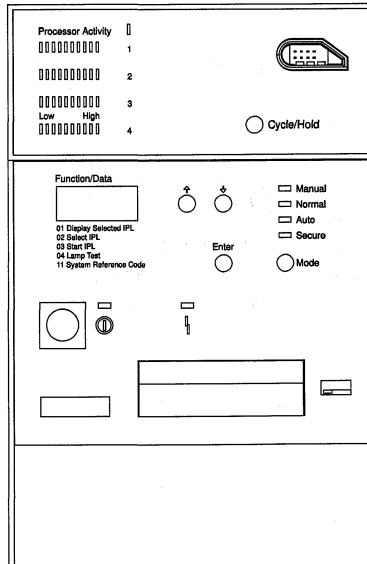 Processor Activity
1
2
3
Low High
4
Cycle/Hold
Function/Data
01 Display Selected IPL
02 Select IPL
03 Start IPL
04 Lamp Test
11 System Reference Code
Manual
Normal
Auto
Secure
Enter
Mode